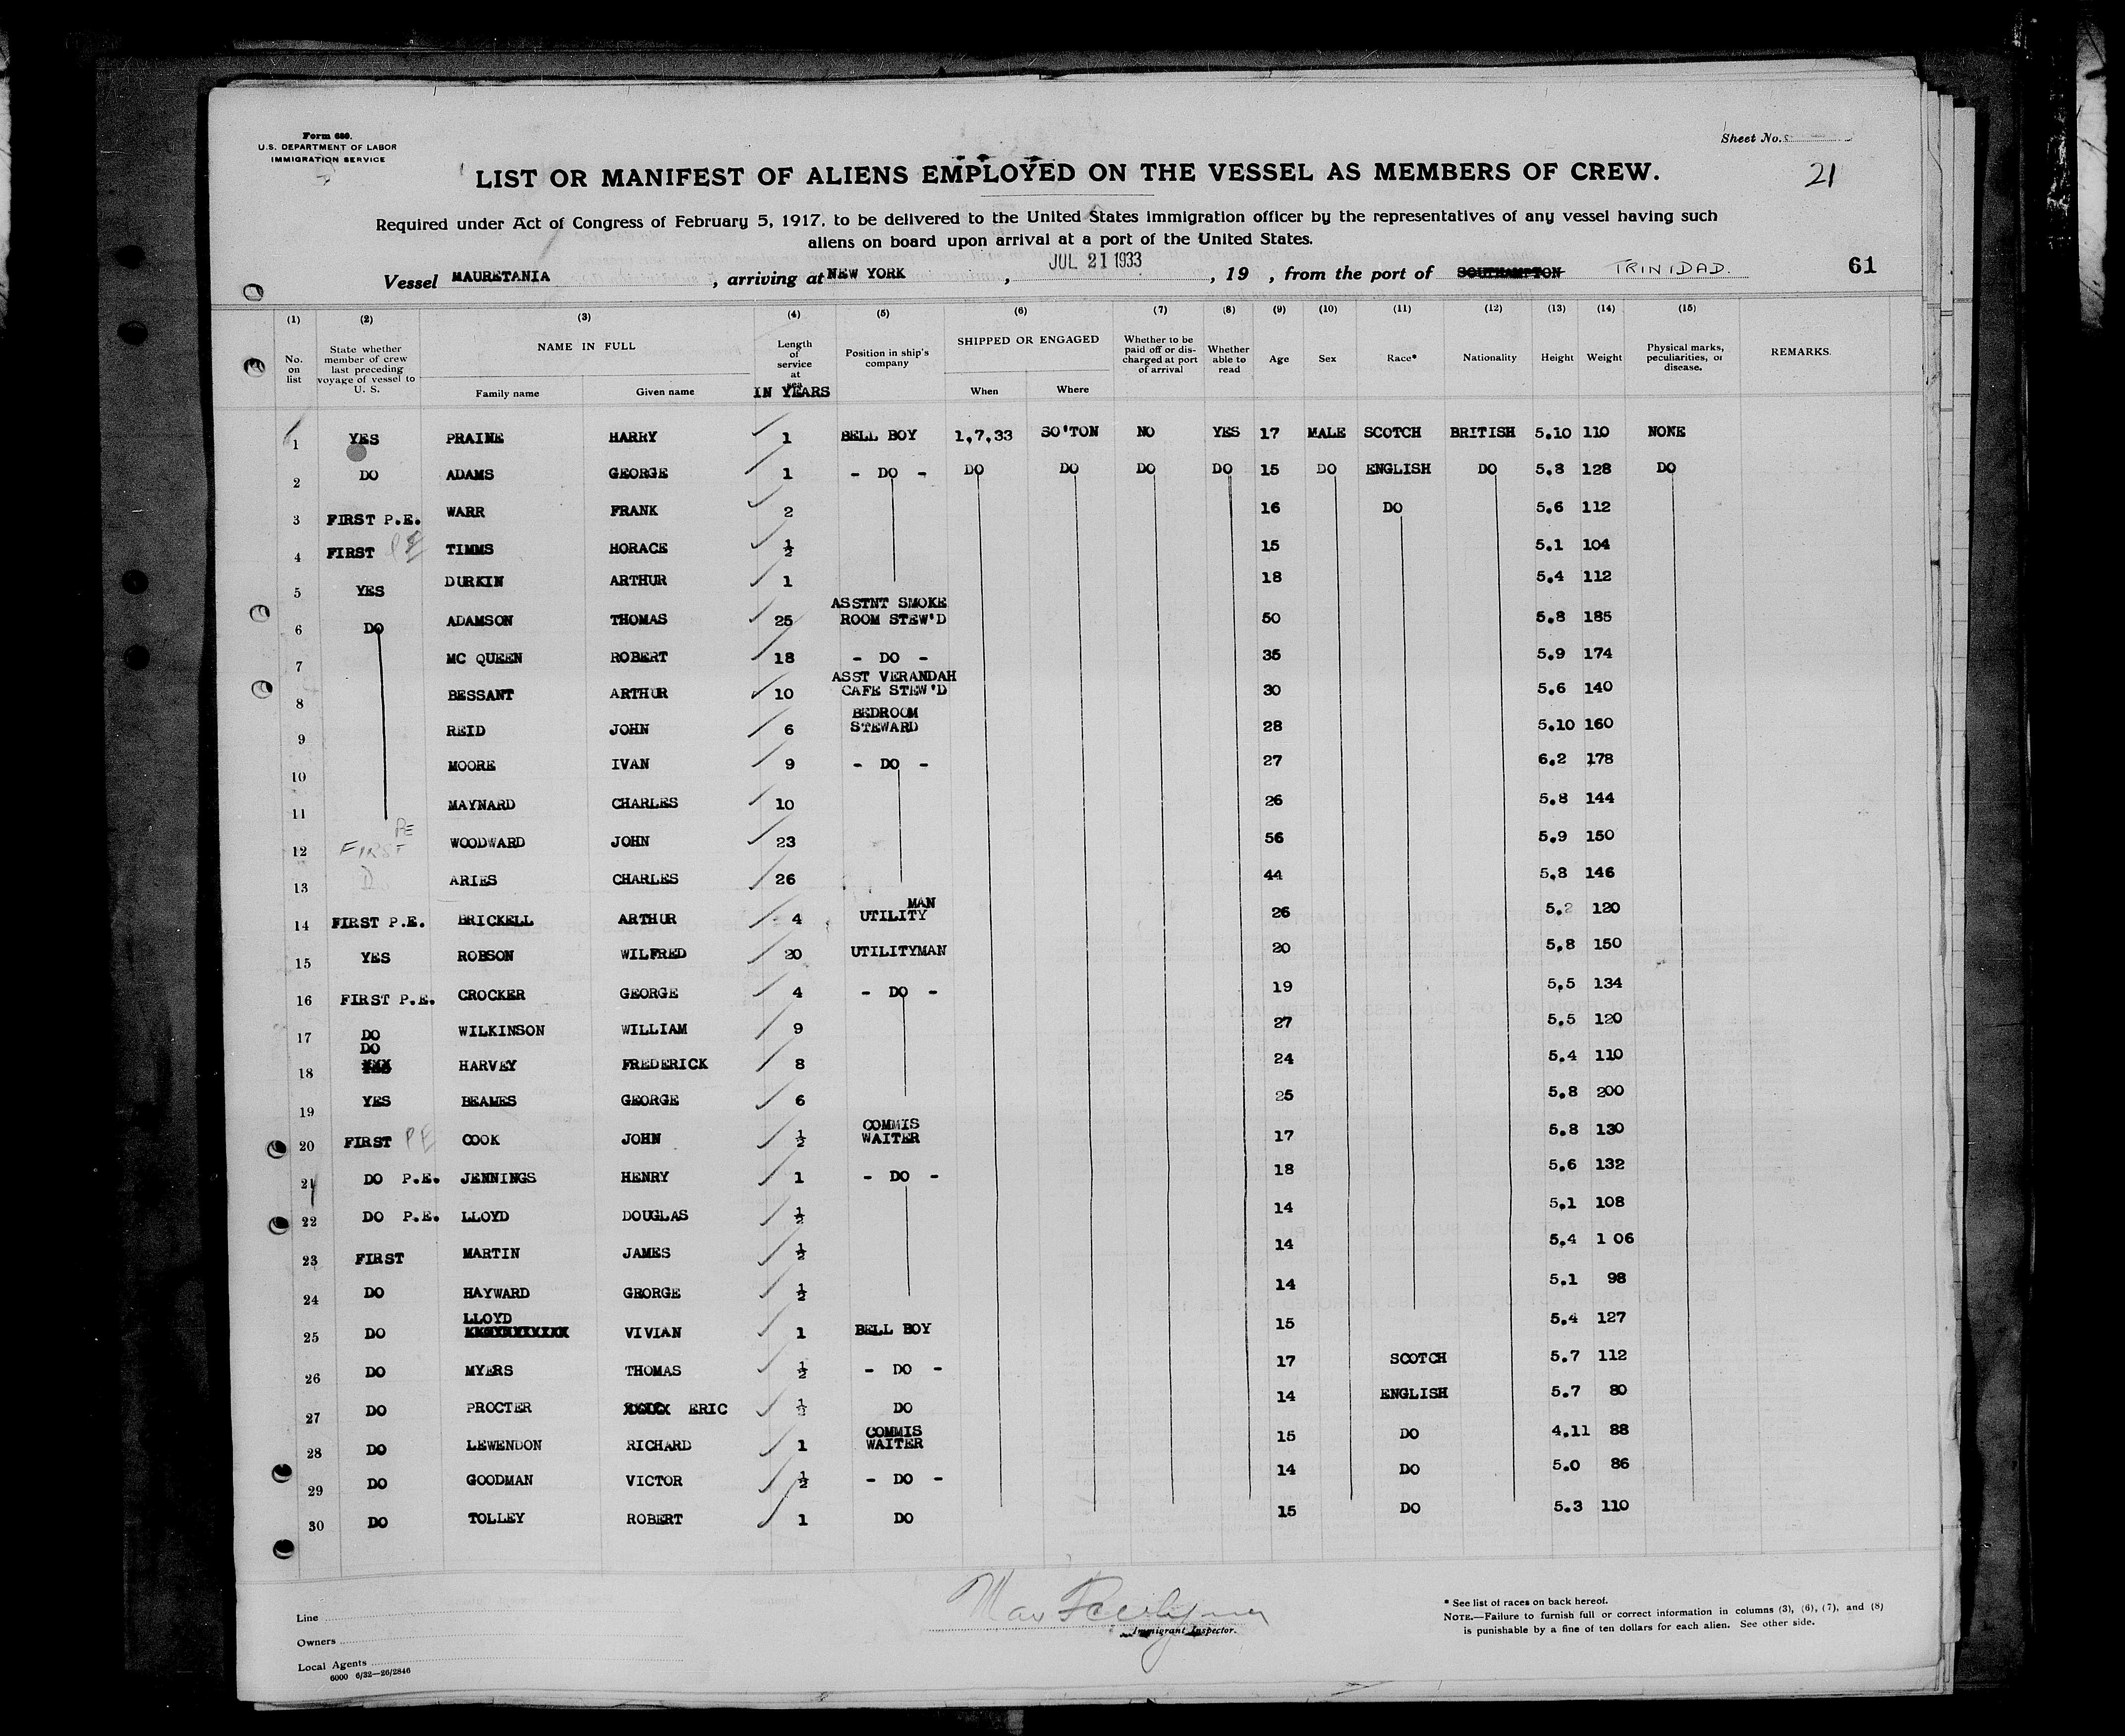 Form 680.
U.S. DEPARTMENT OF LABOR
IMMIGRATION SERVICE
Sheet No.
LIST OR MANIFEST OF ALIENS EMPLOYED ON THE VESSEL AS MEMBERS OF CREW.
21
Required under Act of Congress of February 5, 1917, to be delivered to the United States immigration officer by the representatives of any vessel having such
aliens on board upon arrival at a port of the United States.
Vessel MAURETANIA, arriving at NEW YORK, JUL 21 1933, 19 , from the port of SOUTHAMPTON TRINIDAD. 61
(1) (2) (3) (4) (5) (6) (7) (8) (9) (10) (11) (12) (13) (14) (15)
No. on list State whether member of crew last preceding voyage of vessel to U. S. NAME IN FULL Family name Given name Length of service at sea IN YEARS Position in ship's company SHIPPED OR ENGAGED When Where Whether to be paid off or discharged at port of arrival Whether able to read Age Sex Race* Nationality Height Weight Physical marks, peculiarities, or disease. REMARKS.
1 YES PRAINE HARRY 1 BELL BOY 1,7,33 SO'TON NO YES 17 MALE SCOTCH BRITISH 5.10 110 NONE
2 DO ADAMS GEORGE 1 - DO - DO DO DO DO 15 DO ENGLISH DO 5.8 128 DO
3 FIRST P.E. WARR FRANK 2 16 DO 5.6 112
4 FIRST PE TIMMS HORACE ½ 15 5.1 104
5 YES DURKIN ARTHUR 1 18 5.4 112
6 DO ADAMSON THOMAS 25 ASSTNT SMOKE ROOM STEW'D 50 5.8 185
7 MC QUEEN ROBERT 18 - DO - 35 5.9 174
8 BESSANT ARTHUR 10 ASST VERANDAH CAFE STEW'D 30 5.6 140
9 REID JOHN 6 BEDROOM STEWARD 28 5.10 160
10 MOORE IVAN 9 - DO - 27 6.2 178
11 MAYNARD CHARLES 10 26 5.8 144
12 FIRST PE WOODWARD JOHN 23 56 5.9 150
13 ARIES CHARLES 26 44 5.8 146
14 FIRST P.E. BRICKELL ARTHUR 4 UTILITY MAN 26 5.2 120
15 YES ROBSON WILFRED 20 UTILITYMAN 20 5.8 150
16 FIRST P.E. CROCKER GEORGE 4 - DO - 19 5.5 134
17 DO WILKINSON WILLIAM 9 27 5.5 120
18 DO HARVEY FREDERICK 8 24 5.4 110
19 YES BEAMES GEORGE 6 25 5.8 200
20 FIRST PE COOK JOHN ½ COMMIS WAITER 17 5.8 130
21 DO P.E. JENNINGS HENRY 1 - DO - 18 5.6 132
22 DO P.E. LLOYD DOUGLAS ½ 14 5.1 108
23 FIRST MARTIN JAMES ½ 14 5.4 1 06
24 DO HAYWARD GEORGE ½ 14 5.1 98
25 DO LLOYD VIVIAN 1 BELL BOY 15 5.4 127
26 DO MYERS THOMAS ½ - DO - 17 SCOTCH 5.7 112
27 DO PROCTER ERIC ½ DO 14 ENGLISH 5.7 80
28 DO LEWENDON RICHARD 1 COMMIS WAITER 15 DO 4.11 88
29 DO GOODMAN VICTOR ½ - DO - 14 DO 5.0 86
30 DO TOLLEY ROBERT 1 DO 15 DO 5.3 110
Line
Owners
Local Agents
6000 6/32—26/2846
Immigrant Inspector.
* See list of races on back hereof.
NOTE.—Failure to furnish full or correct information in columns (3), (6), (7), and (8)
is punishable by a fine of ten dollars for each alien. See other side.